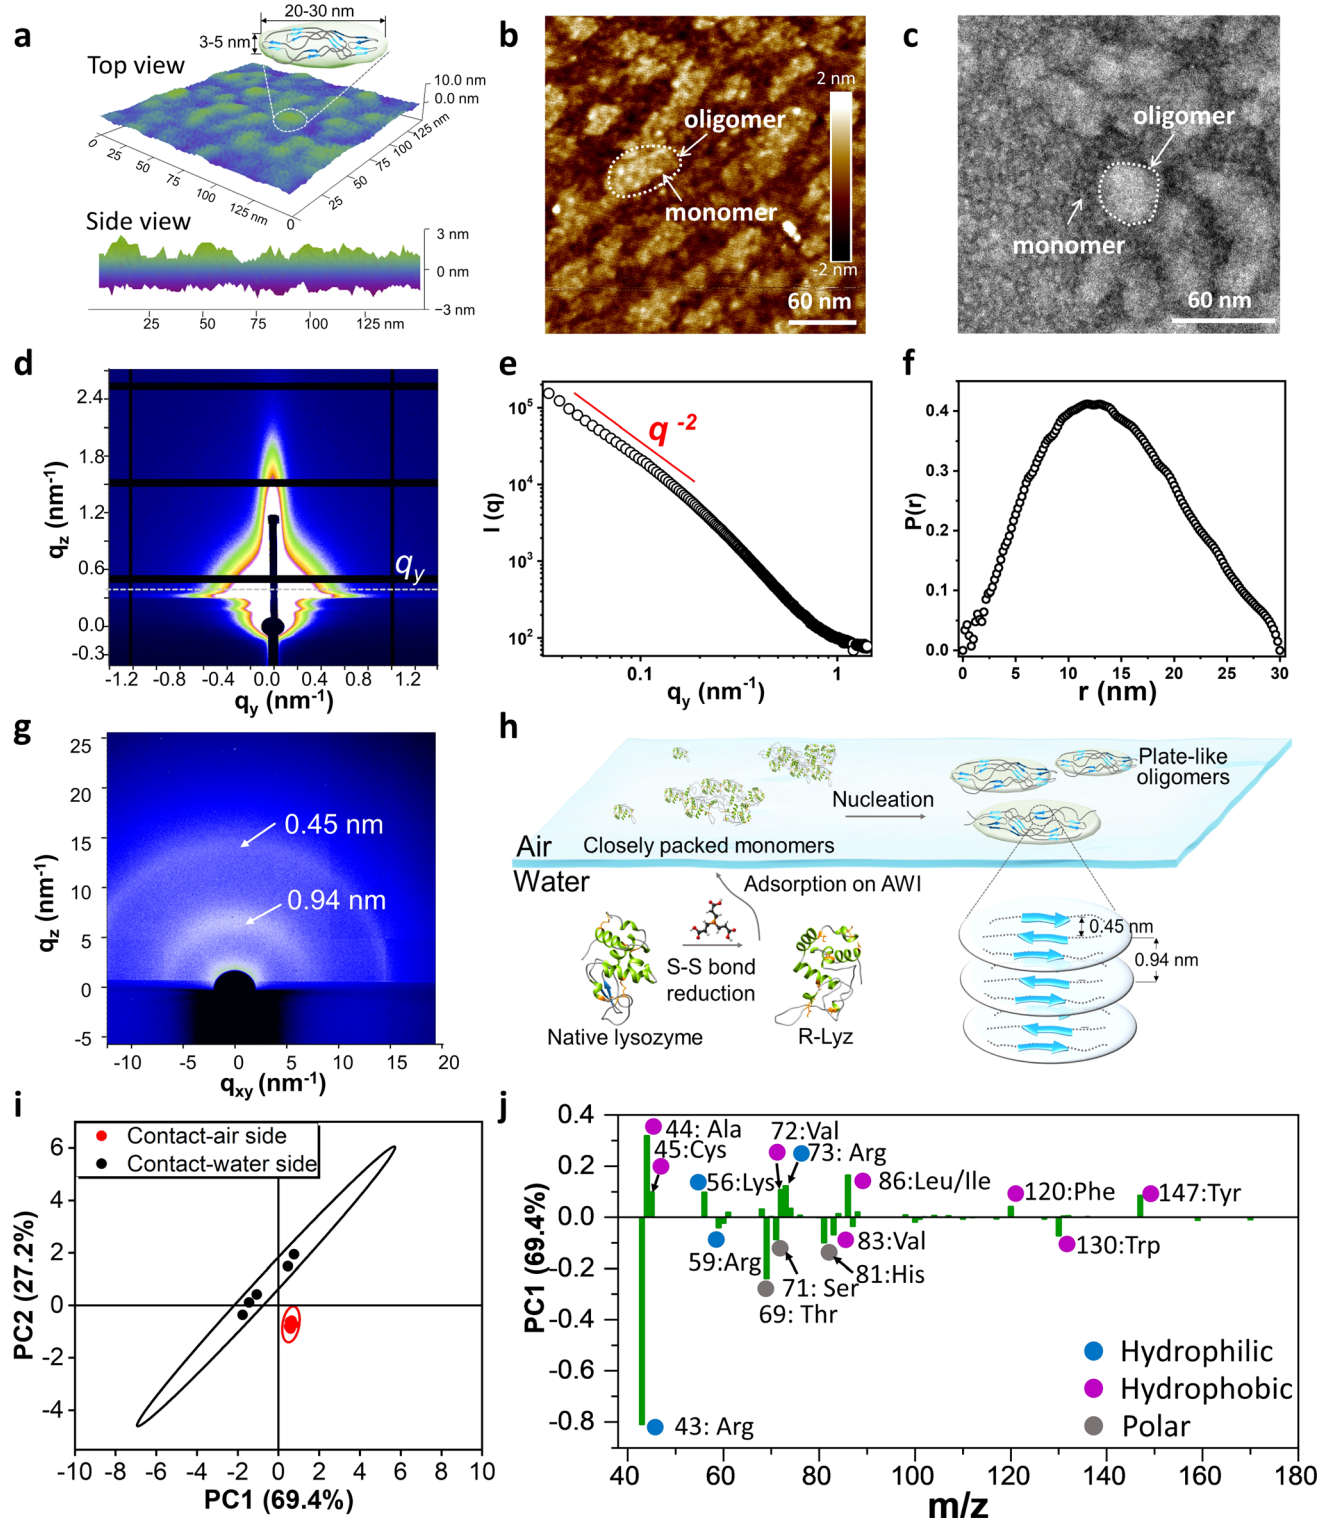 a
20-30 nm
3-5 nm
Top view
10.0 nm
0.0 nm
125 nm
100 nm
75
50
25
0
25
50
75
100
125 nm
0
Side view
3 nm
0 nm
−3 nm
25
50
75
100
125 nm
b
2 nm
oligomer
monomer
-2 nm
60 nm
c
oligomer
monomer
60 nm
d
2.4
1.8
1.2
0.6
0.0
-0.3
qz (nm-1)
qy
-1.2
-0.8
-0.4
0.0
0.4
0.8
1.2
qy (nm-1)
e
10^5
10^4
10^3
10^2
I (q)
q -2
0.1
1
qy (nm-1)
f
0.4
0.3
0.2
0.1
0.0
P(r)
0
5
10
15
20
25
30
r (nm)
g
25
20
15
10
5
0
-5
qz (nm-1)
0.45 nm
0.94 nm
-10
-5
0
5
10
15
20
qxy (nm-1)
h
Plate-like
oligomers
Nucleation
Air
Closely packed monomers
Water
Adsorption on AWI
S-S bond
reduction
Native lysozyme
R-Lyz
0.45 nm
0.94 nm
i
Contact-air side
Contact-water side
6
4
2
0
-2
-4
PC2 (27.2%)
-10
-8
-6
-4
-2
0
2
4
6
8
10
PC1 (69.4%)
j
0.4
0.2
0.0
-0.2
-0.4
-0.6
-0.8
PC1 (69.4%)
44: Ala
45:Cys
72:Val
73: Arg
56:Lys
86:Leu/Ile
120:Phe
147:Tyr
59:Arg
83:Val
130:Trp
81:His
71: Ser
69: Thr
43: Arg
Hydrophilic
Hydrophobic
Polar
40
60
80
100
120
140
160
180
m/z